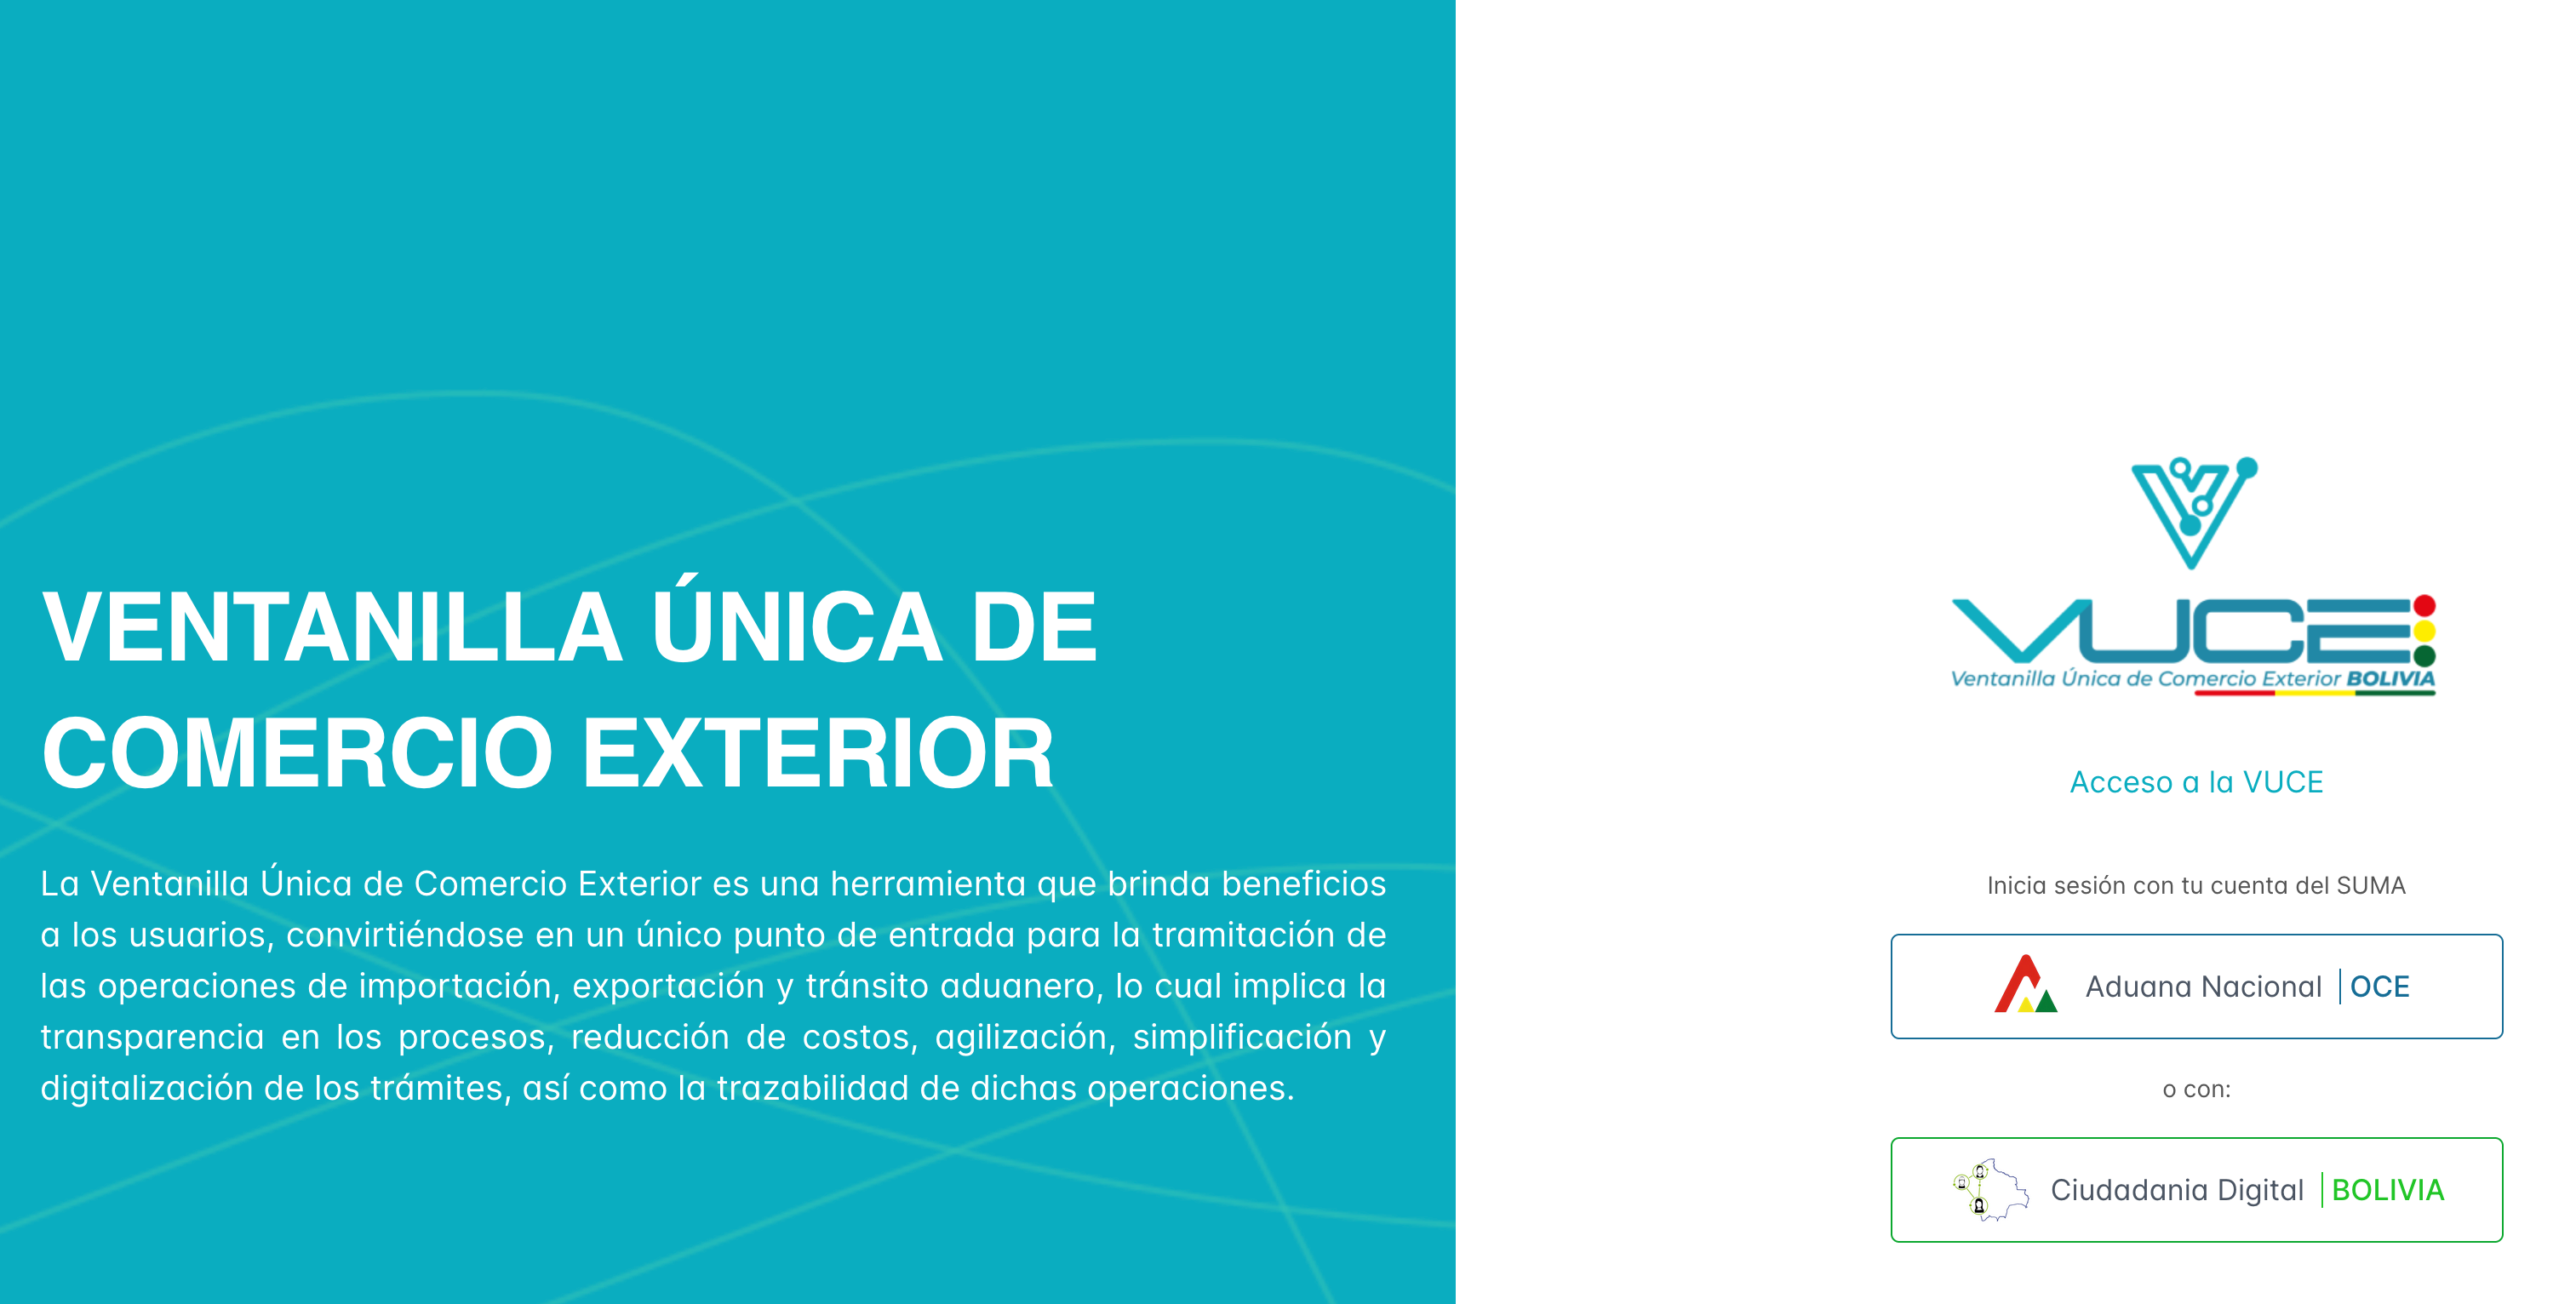 VENTANILLA ÚNICA DE
COMERCIO EXTERIOR
La Ventanilla Única de Comercio Exterior es una herramienta que brinda beneficios
a los usuarios, convirtiéndose en un único punto de entrada para la tramitación de
las operaciones de importación, exportación y tránsito aduanero, lo cual implica la
transparencia en los procesos, reducción de costos, agilización, simplificación y
digitalización de los trámites, así como la trazabilidad de dichas operaciones.
VUCE
Ventanilla Única de Comercio Exterior BOLIVIA
Acceso a la VUCE
Inicia sesión con tu cuenta del SUMA
Aduana Nacional | OCE
o con:
Ciudadania Digital | BOLIVIA